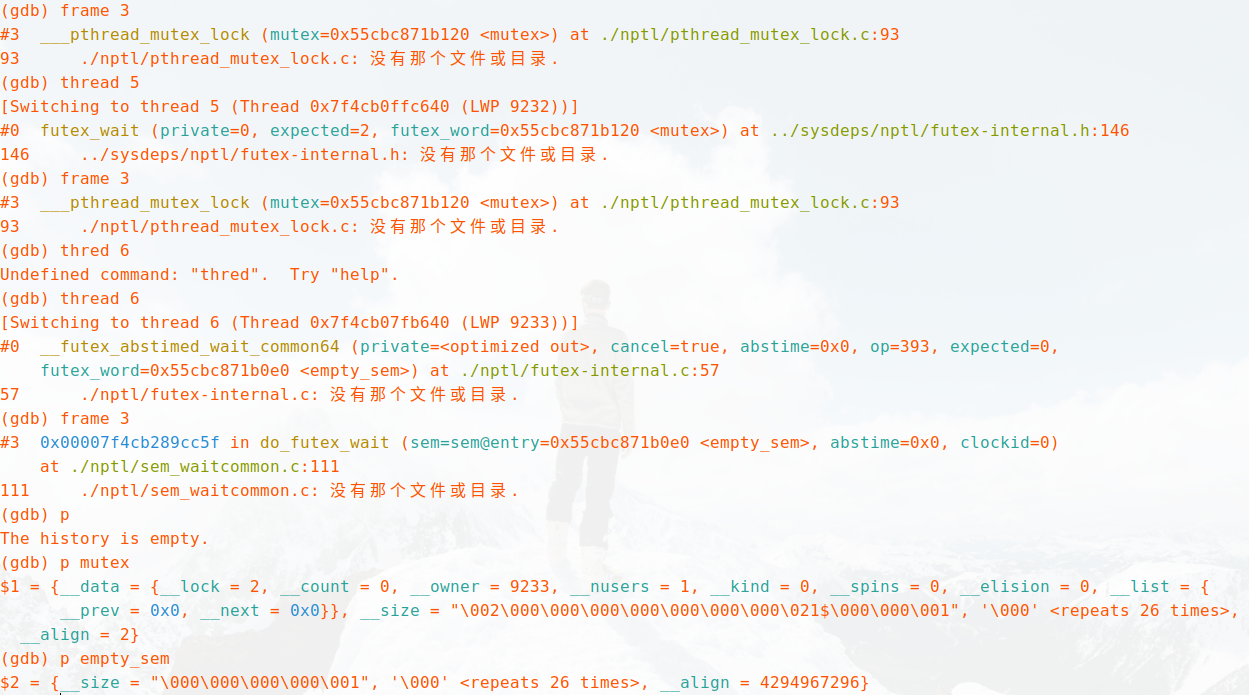 (gdb) frame 3
#3  ___pthread_mutex_lock (mutex=0x55cbc871b120 <mutex>) at ./nptl/pthread_mutex_lock.c:93
93      ./nptl/pthread_mutex_lock.c: 没有那个文件或目录.
(gdb) thread 5
[Switching to thread 5 (Thread 0x7f4cb0ffc640 (LWP 9232))]
#0  futex_wait (private=0, expected=2, futex_word=0x55cbc871b120 <mutex>) at ../sysdeps/nptl/futex-internal.h:146
146     ../sysdeps/nptl/futex-internal.h: 没有那个文件或目录.
(gdb) frame 3
#3  ___pthread_mutex_lock (mutex=0x55cbc871b120 <mutex>) at ./nptl/pthread_mutex_lock.c:93
93      ./nptl/pthread_mutex_lock.c: 没有那个文件或目录.
(gdb) thred 6
Undefined command: "thred".  Try "help".
(gdb) thread 6
[Switching to thread 6 (Thread 0x7f4cb07fb640 (LWP 9233))]
#0  __futex_abstimed_wait_common64 (private=<optimized out>, cancel=true, abstime=0x0, op=393, expected=0,
    futex_word=0x55cbc871b0e0 <empty_sem>) at ./nptl/futex-internal.c:57
57      ./nptl/futex-internal.c: 没有那个文件或目录.
(gdb) frame 3
#3  0x00007f4cb289cc5f in do_futex_wait (sem=sem@entry=0x55cbc871b0e0 <empty_sem>, abstime=0x0, clockid=0)
    at ./nptl/sem_waitcommon.c:111
111     ./nptl/sem_waitcommon.c: 没有那个文件或目录.
(gdb) p
The history is empty.
(gdb) p mutex
$1 = {__data = {__lock = 2, __count = 0, __owner = 9233, __nusers = 1, __kind = 0, __spins = 0, __elision = 0, __list = {
      __prev = 0x0, __next = 0x0}}, __size = "\002\000\000\000\000\000\000\000\021$\000\000\001", '\000' <repeats 26 times>,
  __align = 2}
(gdb) p empty_sem
$2 = {__size = "\000\000\000\000\001", '\000' <repeats 26 times>, __align = 4294967296}